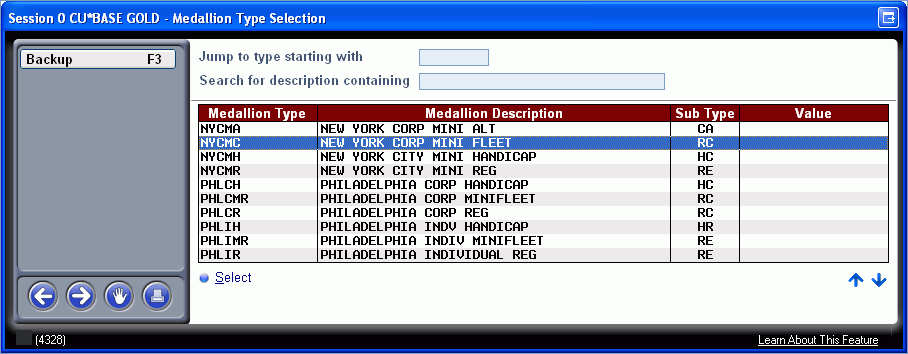 Session 0 CU*BASE GOLD - Medallion Type Selection
Backup F3
Jump to type starting with
Search for description containing
Medallion Type Medallion Description Sub Type Value
NYCMA NEW YORK CORP MINI ALT CA
NYCMC NEW YORK CORP MINI FLEET RC
NYCMH NEW YORK CITY MINI HANDICAP HC
NYCMR NEW YORK CITY MINI REG RE
PHLCH PHILADELPHIA CORP HANDICAP HC
PHLCMR PHILADELPHIA CORP MINIFLEET RC
PHLCR PHILADELPHIA CORP REG RC
PHLIH PHILADELPHIA INDV HANDICAP HR
PHLIMR PHILADELPHIA INDIV MINIFLEET RE
PHLIR PHILADELPHIA INDIVIDUAL REG RE
Select
(4328) Learn About This Feature